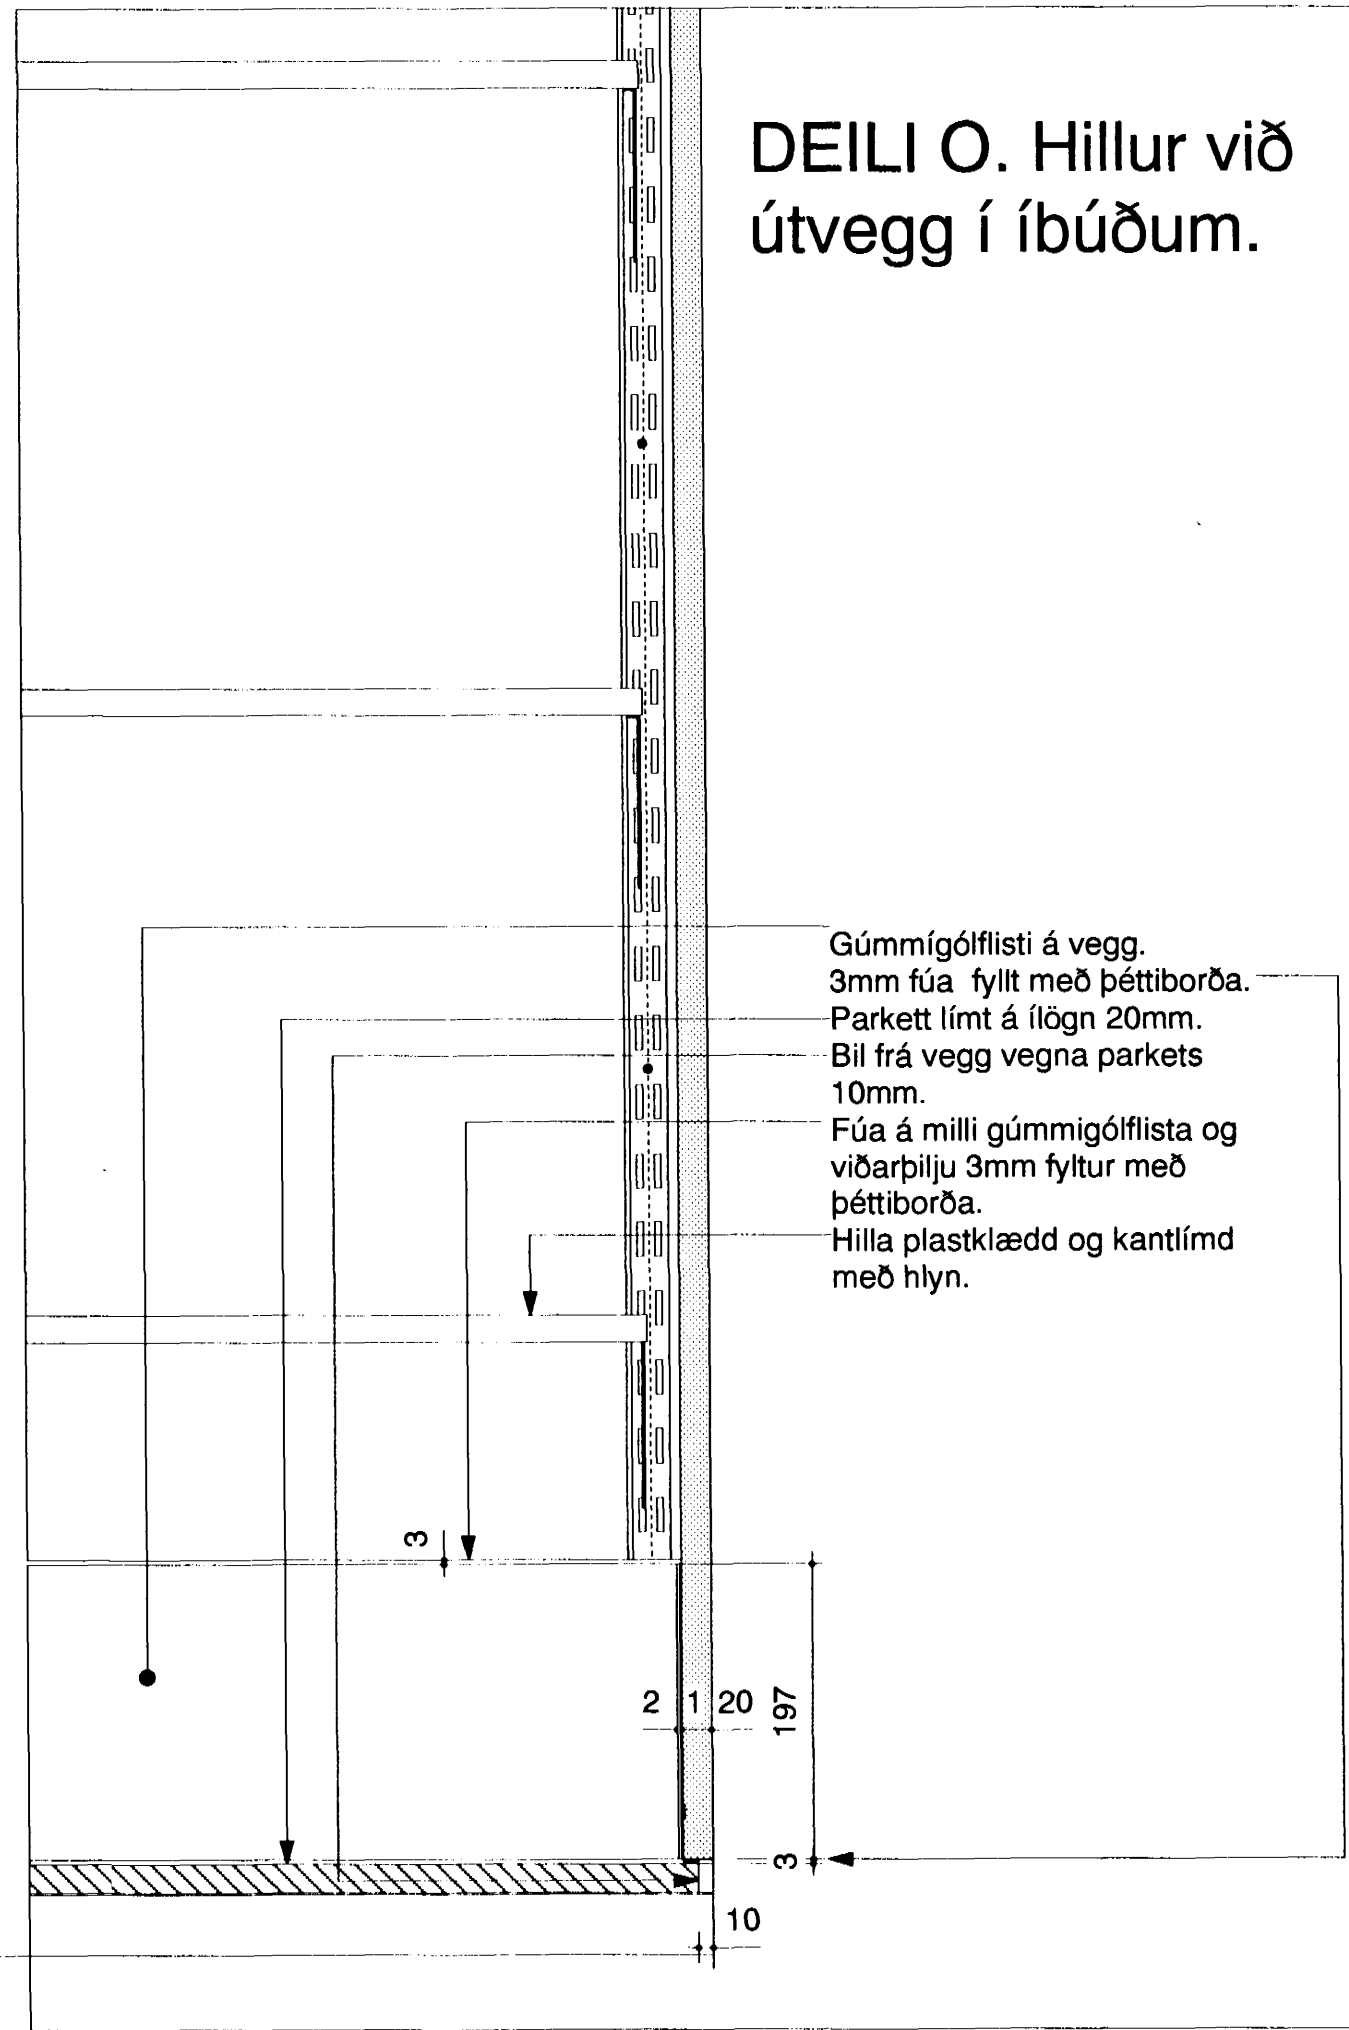 DEILI O. Hillur við
útvegg í íbúðum.
Gúmmígólflisti á vegg.
3mm fúa fyllt með þéttiborða.
Parkett límt á ílögn 20mm.
Bil frá vegg vegna parkets
10mm.
Fúa á milli gúmmigólflista og
viðarþilju 3mm fyltur með
þéttiborða.
Hilla plastklædd og kantlímd
með hlyn.
3
2 1 20
197
3
10